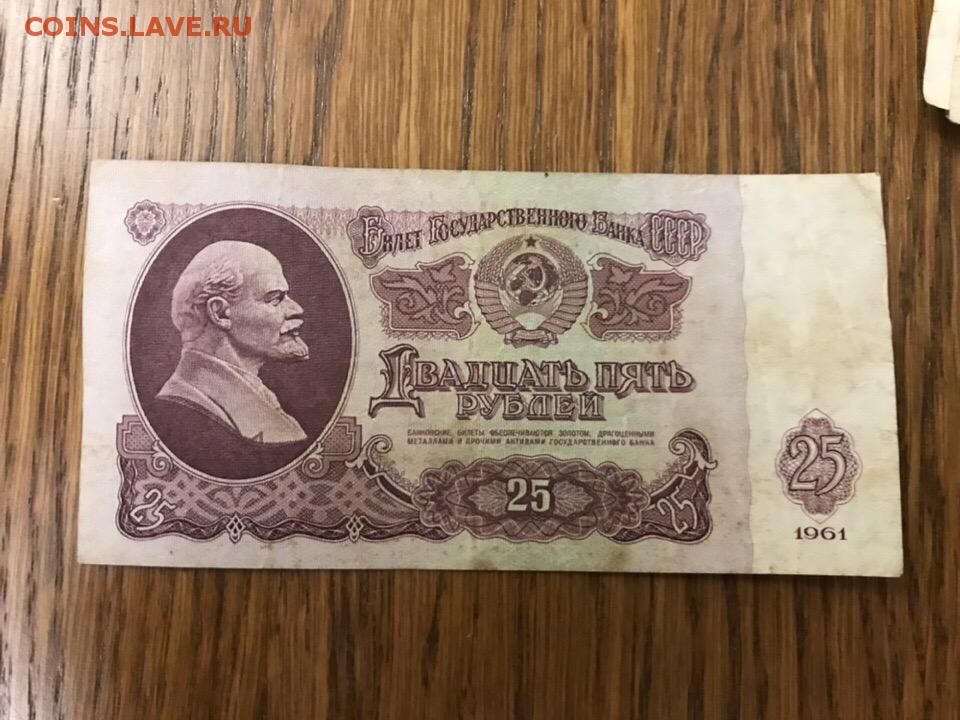 COINS.LAVE.RU
Билет Государственного Банка СССР
Двадцать пять
рублей
БАНКОВСКИЕ БИЛЕТЫ ОБЕСПЕЧИВАЮТСЯ ЗОЛОТОМ, ДРАГОЦЕННЫМИ
МЕТАЛЛАМИ И ПРОЧИМИ АКТИВАМИ ГОСУДАРСТВЕННОГО БАНКА
25
25
25
25
1961